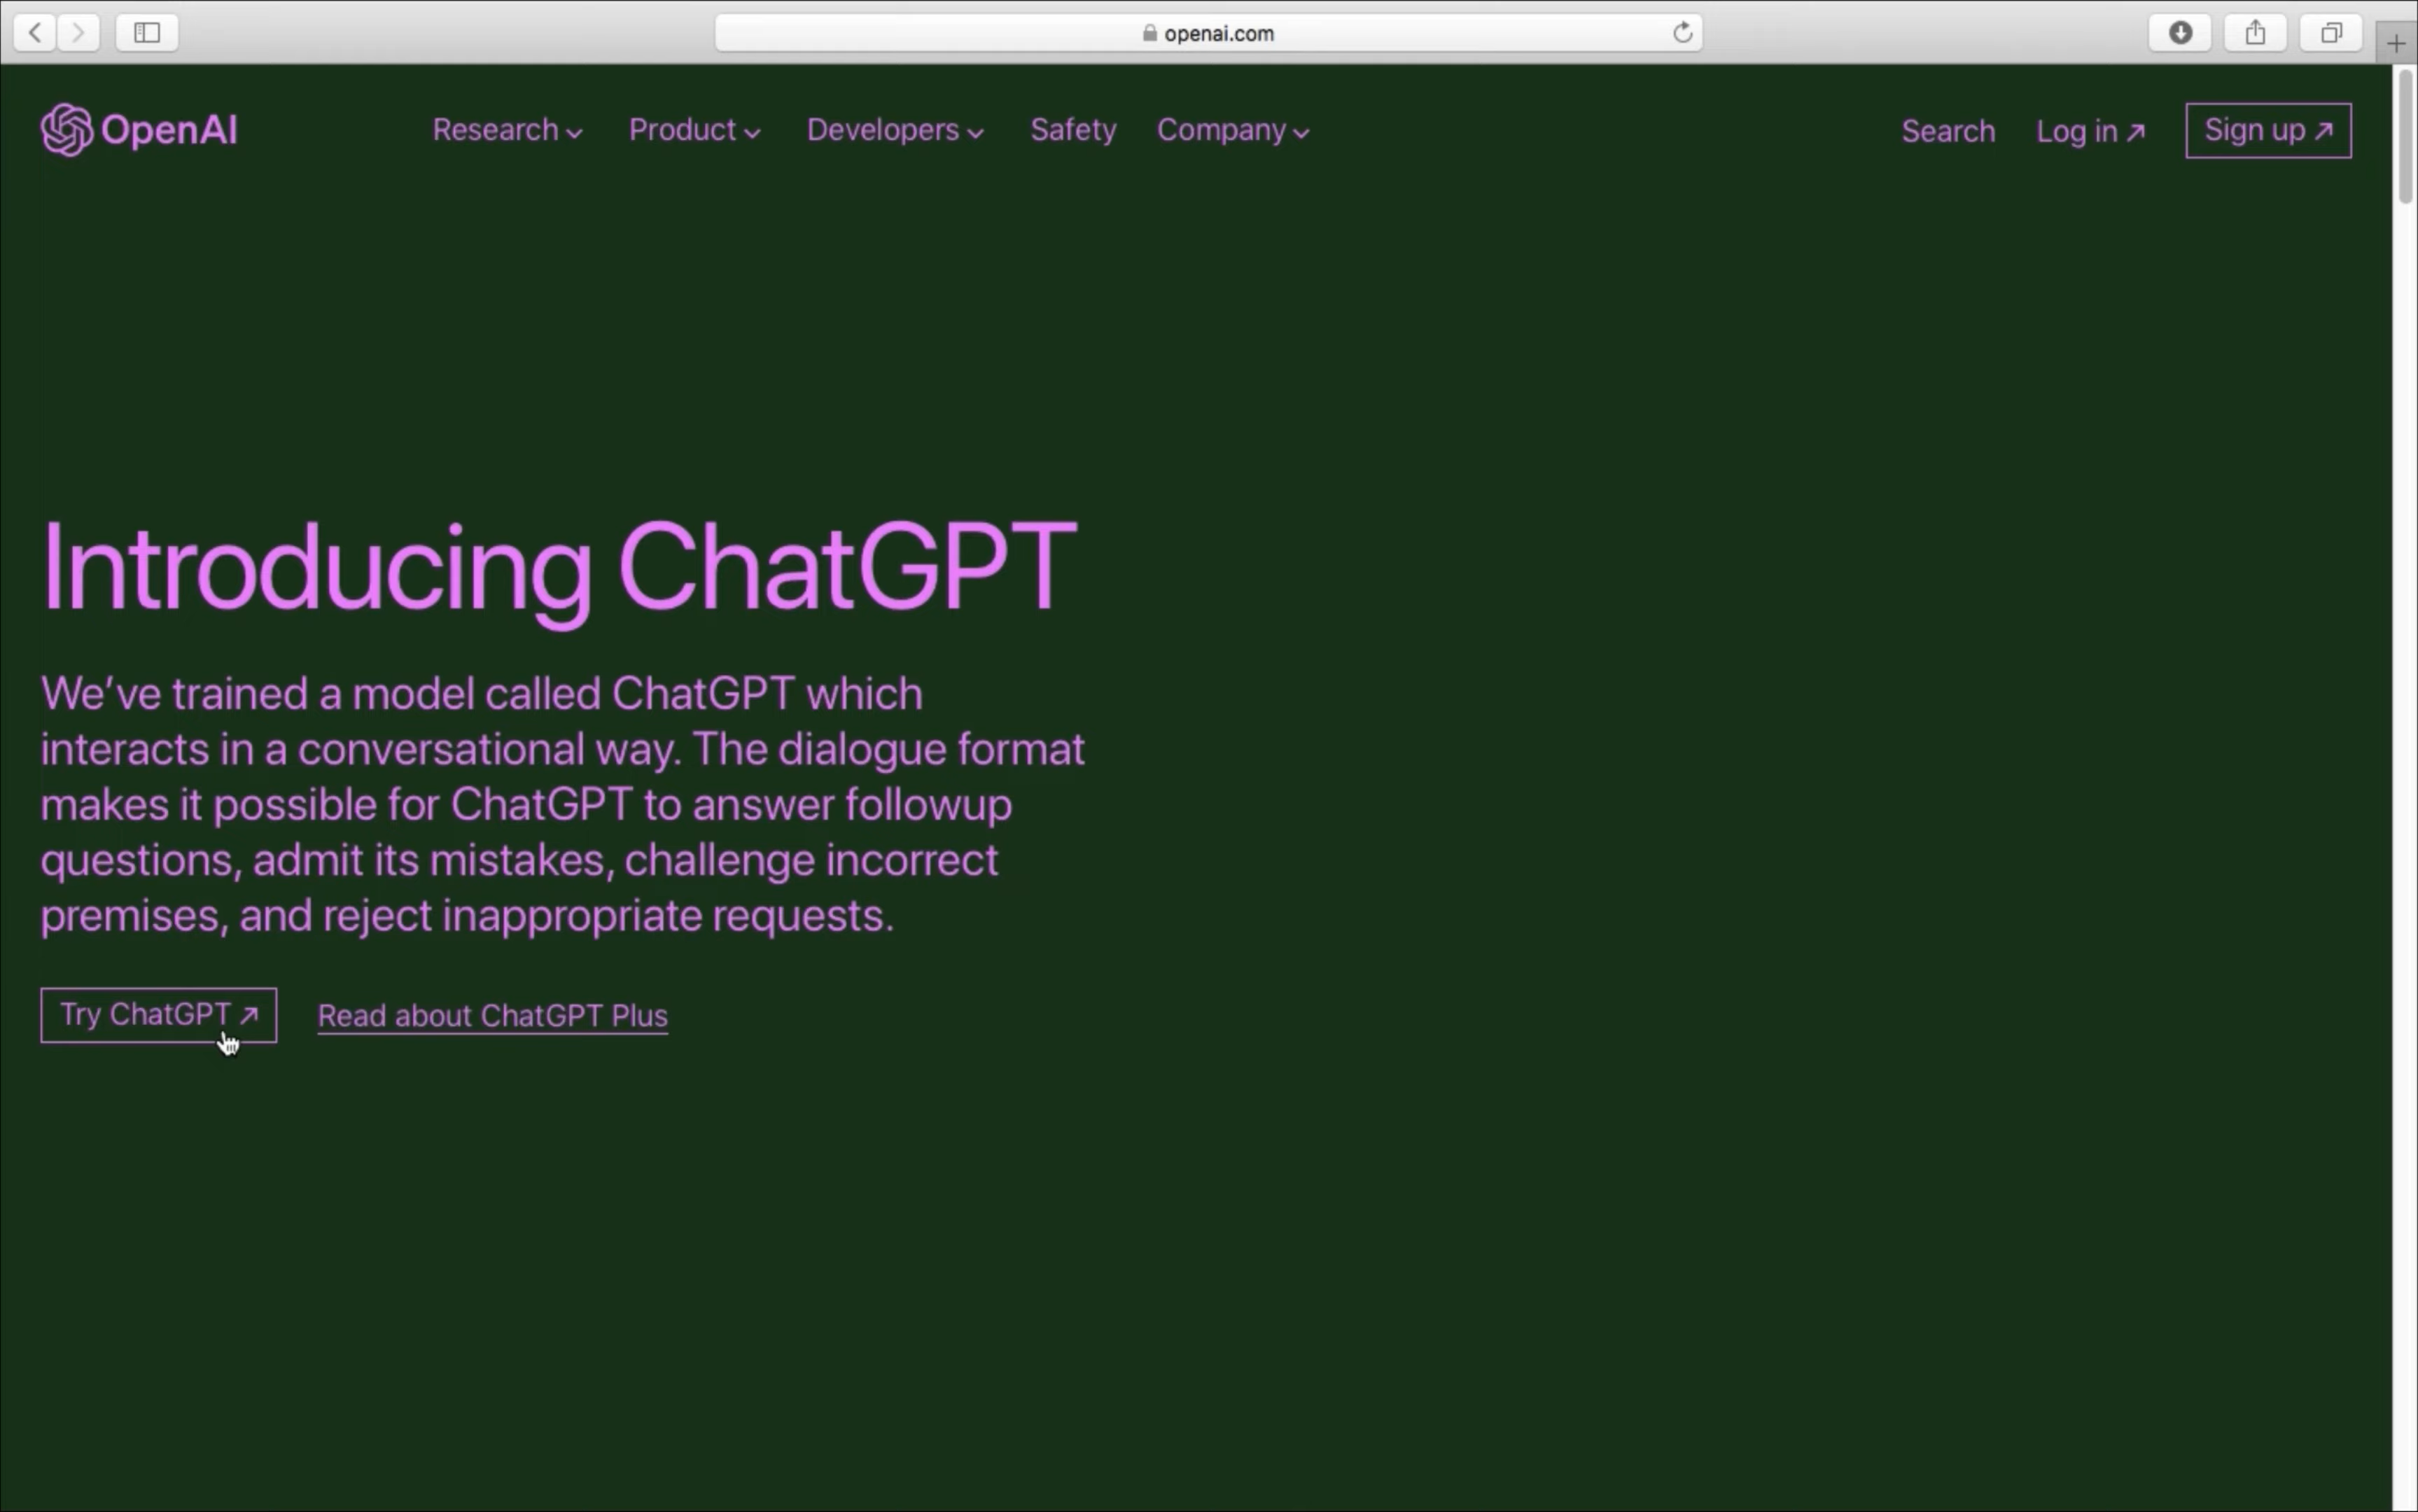 openai.com
OpenAI
Research
Product
Developers
Safety
Company
Search
Log in ↗
Sign up ↗
Introducing ChatGPT
We’ve trained a model called ChatGPT which
interacts in a conversational way. The dialogue format
makes it possible for ChatGPT to answer followup
questions, admit its mistakes, challenge incorrect
premises, and reject inappropriate requests.
Try ChatGPT ↗
Read about ChatGPT Plus